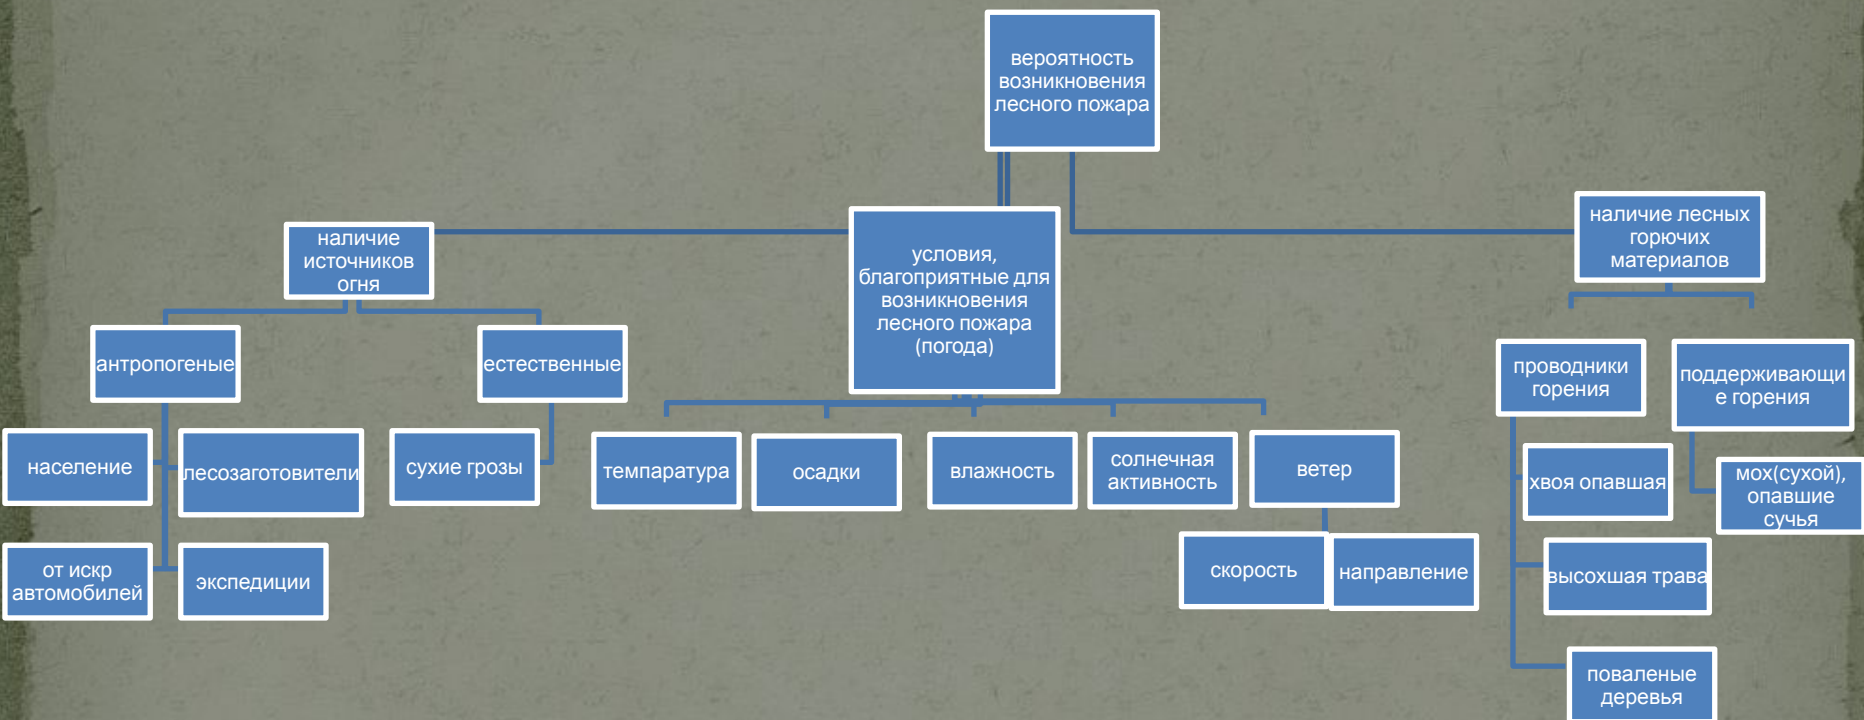 вероятность
возникновения
лесного пожара
наличие
источников
огня
условия,
благоприятные для
возникновения
лесного пожара
(погода)
наличие лесных
горючих
материалов
антропогеные
естественные
проводники
горения
поддерживающи
е горения
население
лесозаготовители
сухие грозы
темпаратура
осадки
влажность
солнечная
активность
ветер
хвоя опавшая
мох(сухой),
опавшие
сучья
от искр
автомобилей
экспедиции
скорость
направление
высохшая трава
поваленые
деревья